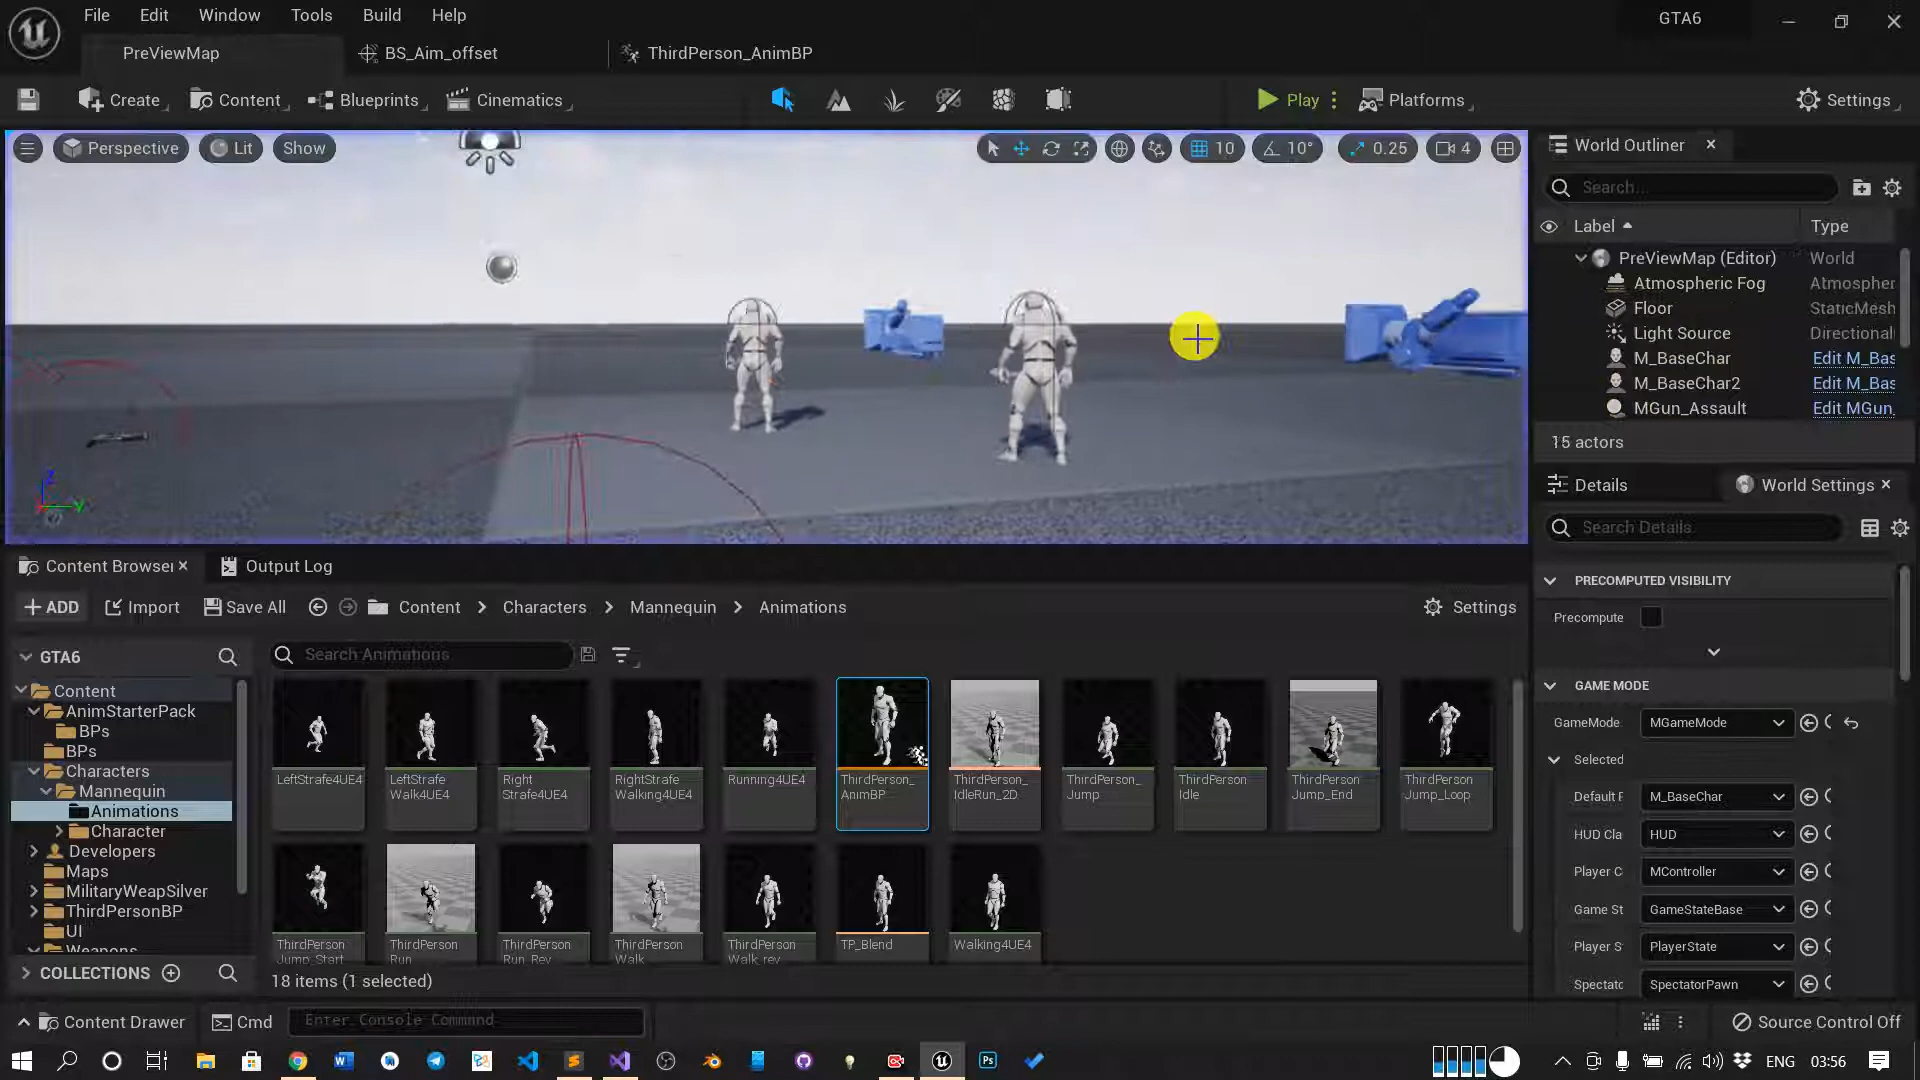 File Edit Window Tools Build Help
GTA6
PreViewMap
BS_Aim_offset
ThirdPerson_AnimBP
Create
Content
Blueprints
Cinematics
Play
Platforms
Settings
Perspective
Lit
Show
10
10°
0.25
4
World Outliner
Search...
Label
Type
PreViewMap (Editor) World
Atmospheric Fog Atmospher
Floor StaticMesh
Light Source Directional
M_BaseChar Edit M_Bas
M_BaseChar2 Edit M_Bas
MGun_Assault Edit MGun_
15 actors
Details
World Settings
Search Details
PRECOMPUTED VISIBILITY
Precompute
GAME MODE
GameMode MGameMode
Selected
Default F M_BaseChar
HUD Cla HUD
Player C MController
Game St GameStateBase
Player S PlayerState
Spectatc SpectatorPawn
Content Browser
Output Log
ADD
Import
Save All
Content
Characters
Mannequin
Animations
Settings
GTA6
Search Animations
Content
AnimStarterPack
BPs
BPs
Characters
Mannequin
Animations
Character
Developers
Maps
MilitaryWeapSilver
ThirdPersonBP
UI
Weapons
COLLECTIONS
LeftStrafe4UE4
LeftStrafe
Walk4UE4
Right
Strafe4UE4
RightStrafe
Walking4UE4
Running4UE4
ThirdPerson_
AnimBP
ThirdPerson_
IdleRun_2D
ThirdPerson_
Jump
ThirdPerson
Idle
ThirdPerson
Jump_End
ThirdPerson
Jump_Loop
ThirdPerson
Jump_Start
ThirdPerson
Run
ThirdPerson
Run_Rev
ThirdPerson
Walk
ThirdPerson
Walk_rev
TP_Blend
Walking4UE4
18 items (1 selected)
Content Drawer
Cmd
Enter Console Command
Source Control Off
ENG
03:56